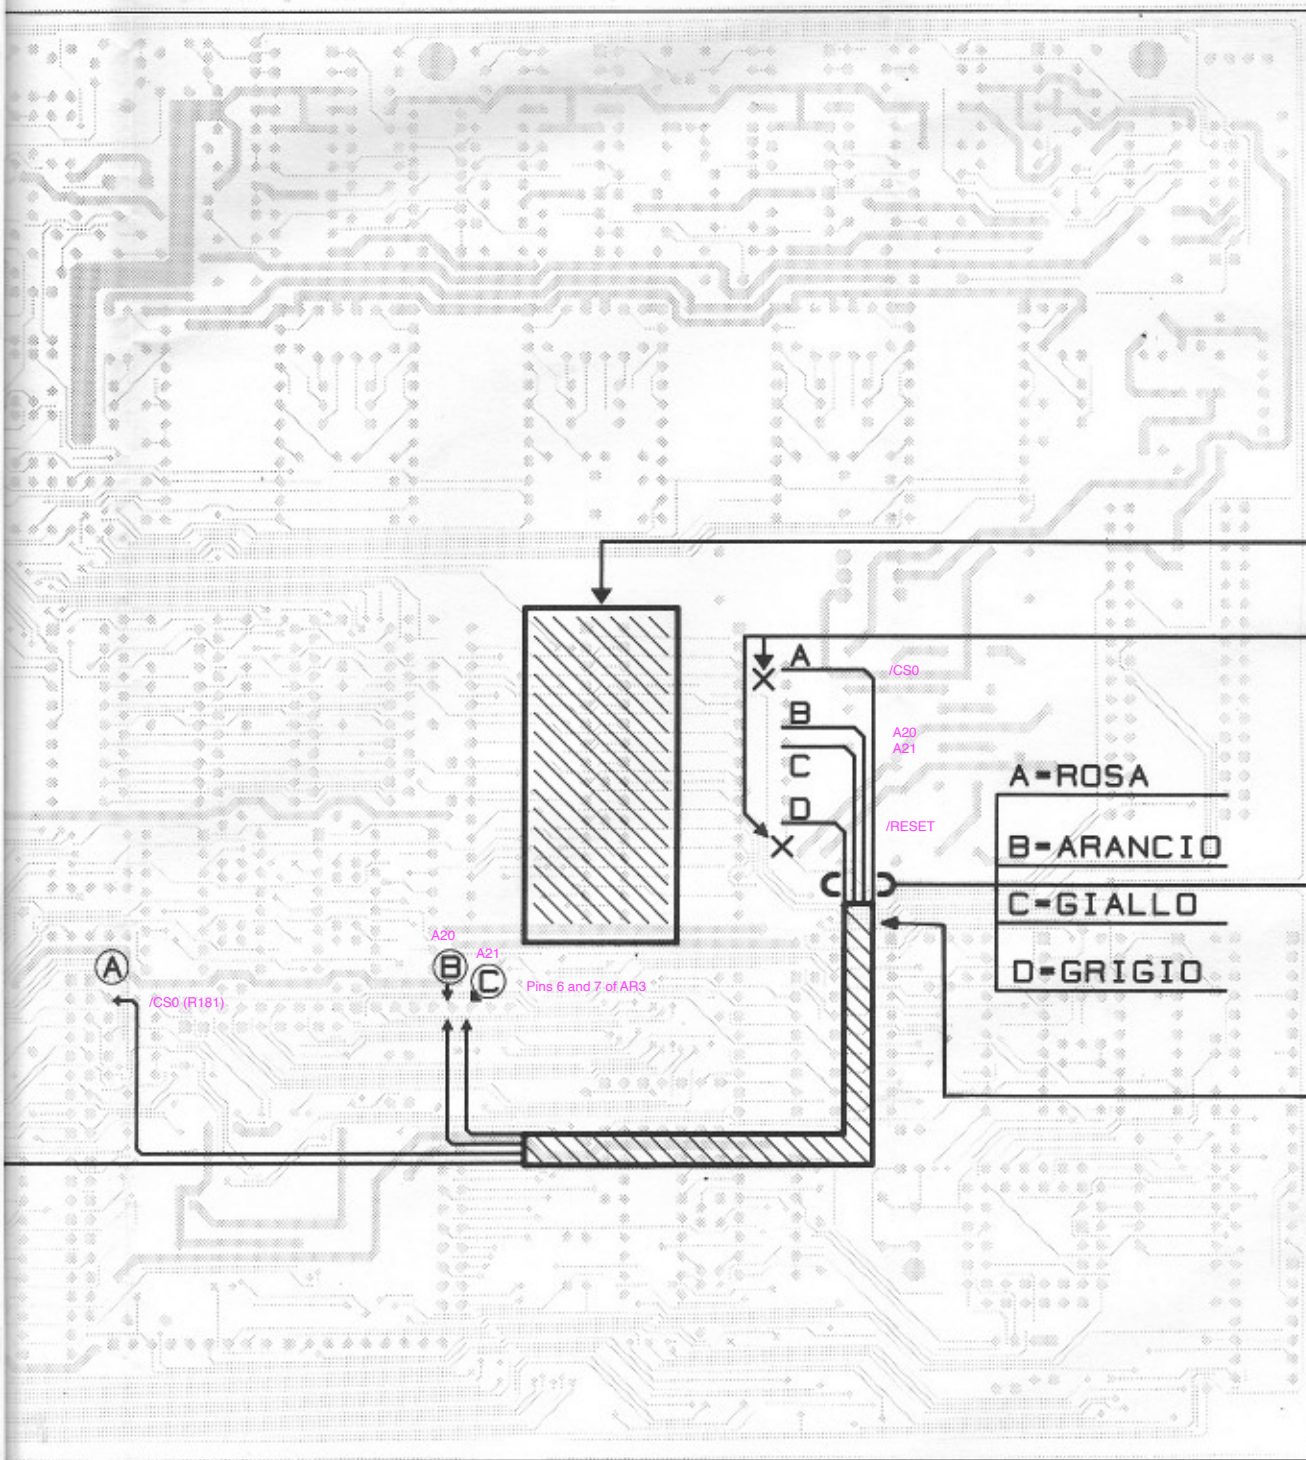 A
/CS0
B
A20
A21
C
D
/RESET
A=ROSA
B=ARANCIO
C=GIALLO
D=GRIGIO
A20
A21
A
B
C
Pins 6 and 7 of AR3
/CS0 (R181)